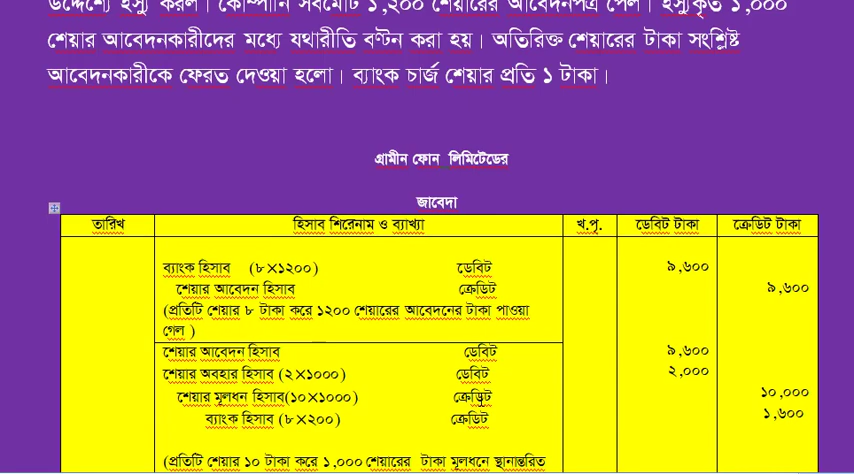 উদ্দেশ্যে ইস্যু করল। কোম্পানি সর্বমোট ১,২০০ শেয়ারের আবেদনপত্র পেল। ইস্যুকৃত ১,০০০
শেয়ার আবেদনকারীদের মধ্যে যথারীতি বণ্টন করা হয়। অতিরিক্ত শেয়ারের টাকা সংশ্লিষ্ট
আবেদনকারীকে ফেরত দেওয়া হলো। ব্যাংক চার্জ শেয়ার প্রতি ১ টাকা।
গ্রামীন ফোন লিমিটেডের
জাবেদা
তারিখ হিসাব শিরেনাম ও ব্যাখ্যা খ.পৃ. ডেবিট টাকা ক্রেডিট টাকা
ব্যাংক হিসাব (৮×১২০০) ডেবিট ৯,৬০০
শেয়ার আবেদন হিসাব ক্রেডিট ৯,৬০০
(প্রতিটি শেয়ার ৮ টাকা করে ১২০০ শেয়ারের আবেদনের টাকা পাওয়া
গেল )
শেয়ার আবেদন হিসাব ডেবিট ৯,৬০০
শেয়ার অবহার হিসাব (২×১০০০) ডেবিট ২,০০০
শেয়ার মূলধন হিসাব(১০×১০০০) ক্রেডিট ১০,০০০
ব্যাংক হিসাব (৮×২০০) ক্রেডিট ১,৬০০
(প্রতিটি শেয়ার ১০ টাকা করে ১,০০০ শেয়ারের টাকা মূলধনে স্থানান্তরিত